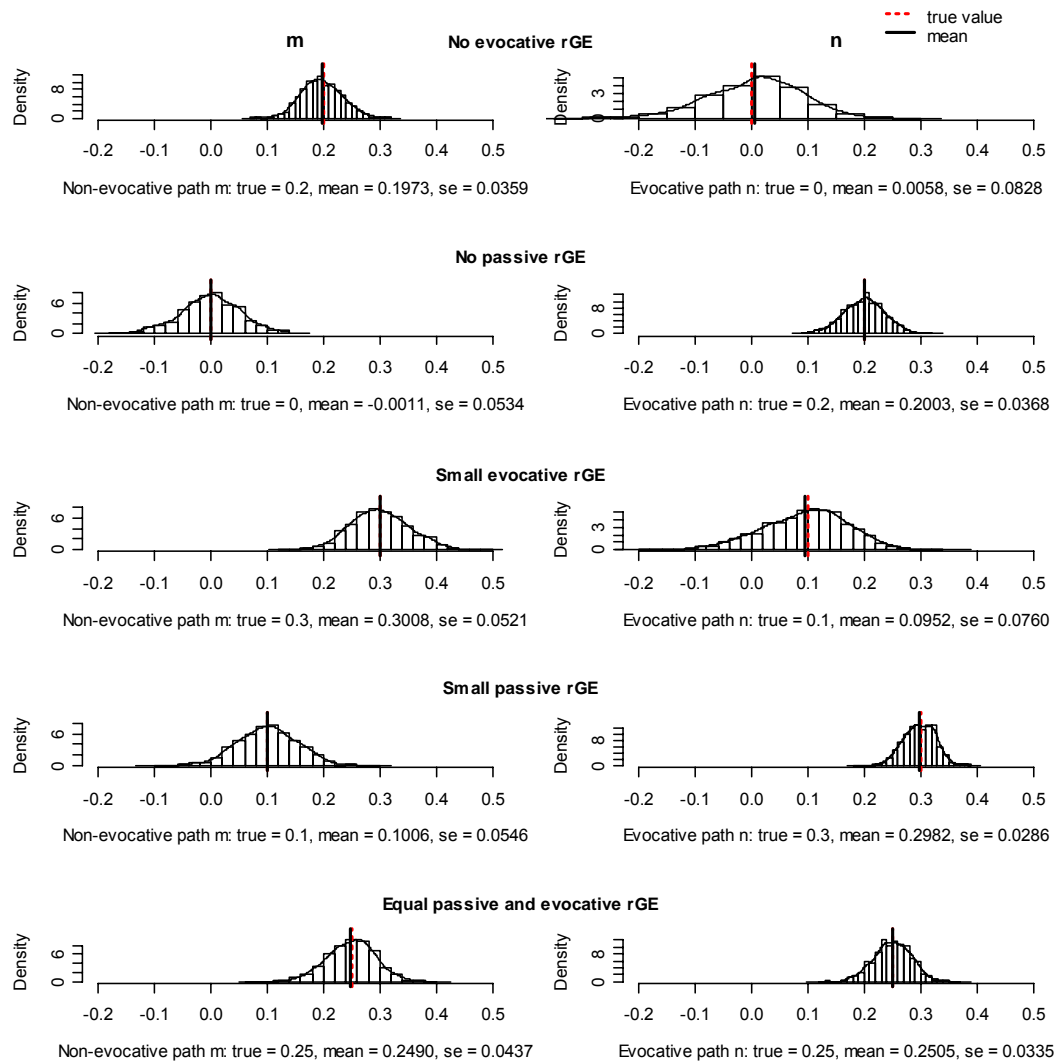 true value
mean
m No evocative rGE n
Density
0 8
-0.2 -0.1 0.0 0.1 0.2 0.3 0.4 0.5
Non-evocative path m: true = 0.2, mean = 0.1973, se = 0.0359
Density
0 3
-0.2 -0.1 0.0 0.1 0.2 0.3 0.4 0.5
Evocative path n: true = 0, mean = 0.0058, se = 0.0828
No passive rGE
Density
0 6
-0.2 -0.1 0.0 0.1 0.2 0.3 0.4 0.5
Non-evocative path m: true = 0, mean = -0.0011, se = 0.0534
Density
0 8
-0.2 -0.1 0.0 0.1 0.2 0.3 0.4 0.5
Evocative path n: true = 0.2, mean = 0.2003, se = 0.0368
Small evocative rGE
Density
0 6
-0.2 -0.1 0.0 0.1 0.2 0.3 0.4 0.5
Non-evocative path m: true = 0.3, mean = 0.3008, se = 0.0521
Density
0 3
-0.2 -0.1 0.0 0.1 0.2 0.3 0.4 0.5
Evocative path n: true = 0.1, mean = 0.0952, se = 0.0760
Small passive rGE
Density
0 6
-0.2 -0.1 0.0 0.1 0.2 0.3 0.4 0.5
Non-evocative path m: true = 0.1, mean = 0.1006, se = 0.0546
Density
0 8
-0.2 -0.1 0.0 0.1 0.2 0.3 0.4 0.5
Evocative path n: true = 0.3, mean = 0.2982, se = 0.0286
Equal passive and evocative rGE
Density
0 6
-0.2 -0.1 0.0 0.1 0.2 0.3 0.4 0.5
Non-evocative path m: true = 0.25, mean = 0.2490, se = 0.0437
Density
0 8
-0.2 -0.1 0.0 0.1 0.2 0.3 0.4 0.5
Evocative path n: true = 0.25, mean = 0.2505, se = 0.0335